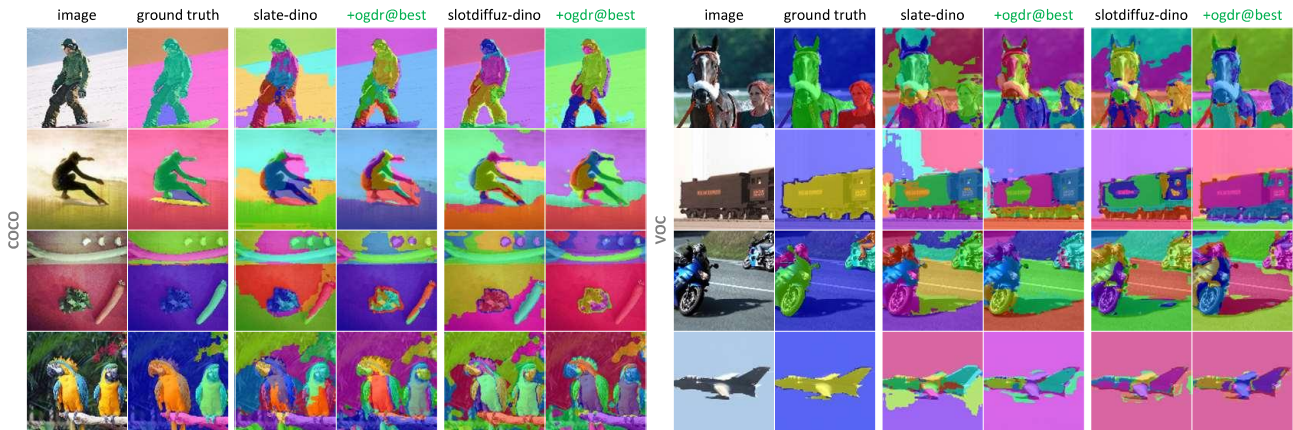 image ground truth slate-dino +ogdr@best slotdiffuz-dino +ogdr@best
image ground truth slate-dino +ogdr@best slotdiffuz-dino +ogdr@best
COCO
VOC